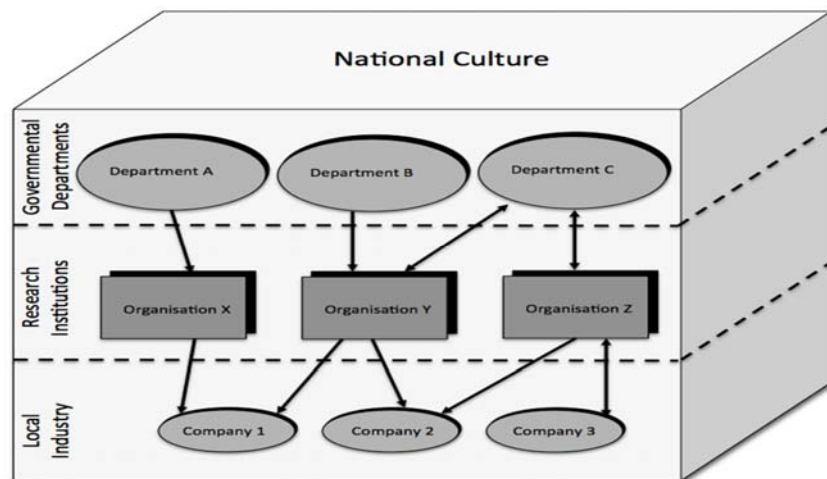 National Culture
Governmental
Departments
Department A
Department B
Department C
Research
Institutions
Organisation X
Organisation Y
Organisation Z
Local
Industry
Company 1
Company 2
Company 3